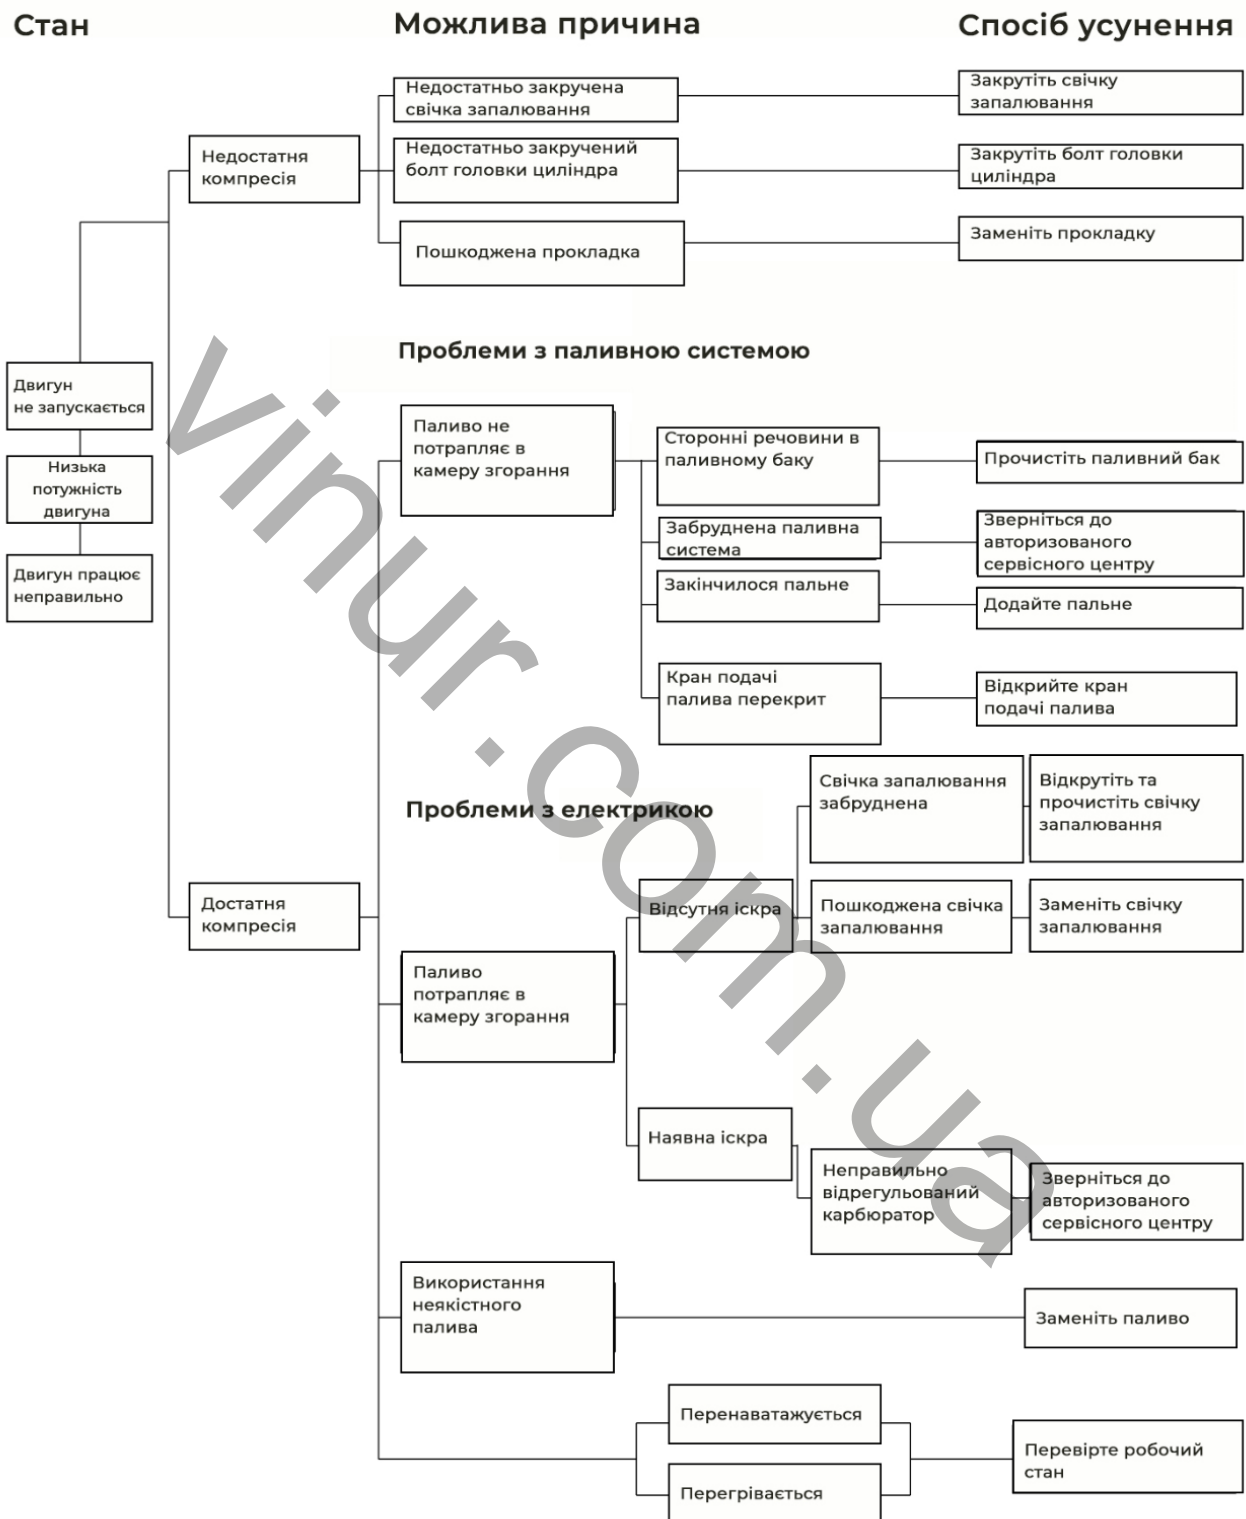 Стан
Можлива причина
Спосіб усунення
Недостатньо закручена
свічка запалювання
Закрутіть свічку
запалювання
Недостатня
компресія
Недостатньо закручений
болт головки циліндра
Закрутіть болт головки
циліндра
Пошкоджена прокладка
Заменіть прокладку
Проблеми з паливною системою
Двигун
не запускається
Низька
потужність
двигуна
Двигун працює
неправильно
Паливо не
потрапляє в
камеру згорання
Сторонні речовини в
паливному баку
Прочистіть паливний бак
Забруднена паливна
система
Зверніться до
авторизованого
сервісного центру
Закінчилося пальне
Додайте пальне
Кран подачі
палива перекрит
Відкрийте кран
подачі палива
Проблеми з електрикою
Свічка запалювання
забруднена
Відкрутіть та
прочистіть свічку
запалювання
Достатня
компресія
Відсутня іскра
Пошкоджена свічка
запалювання
Заменіть свічку
запалювання
Паливо
потрапляє в
камеру згорання
Наявна іскра
Неправильно
відрегульований
карбюратор
Зверніться до
авторизованого
сервісного центру
Використання
неякістного
палива
Заменіть паливо
Перенаватажується
Перегрівається
Перевірте робочий
стан
vinur.com.ua